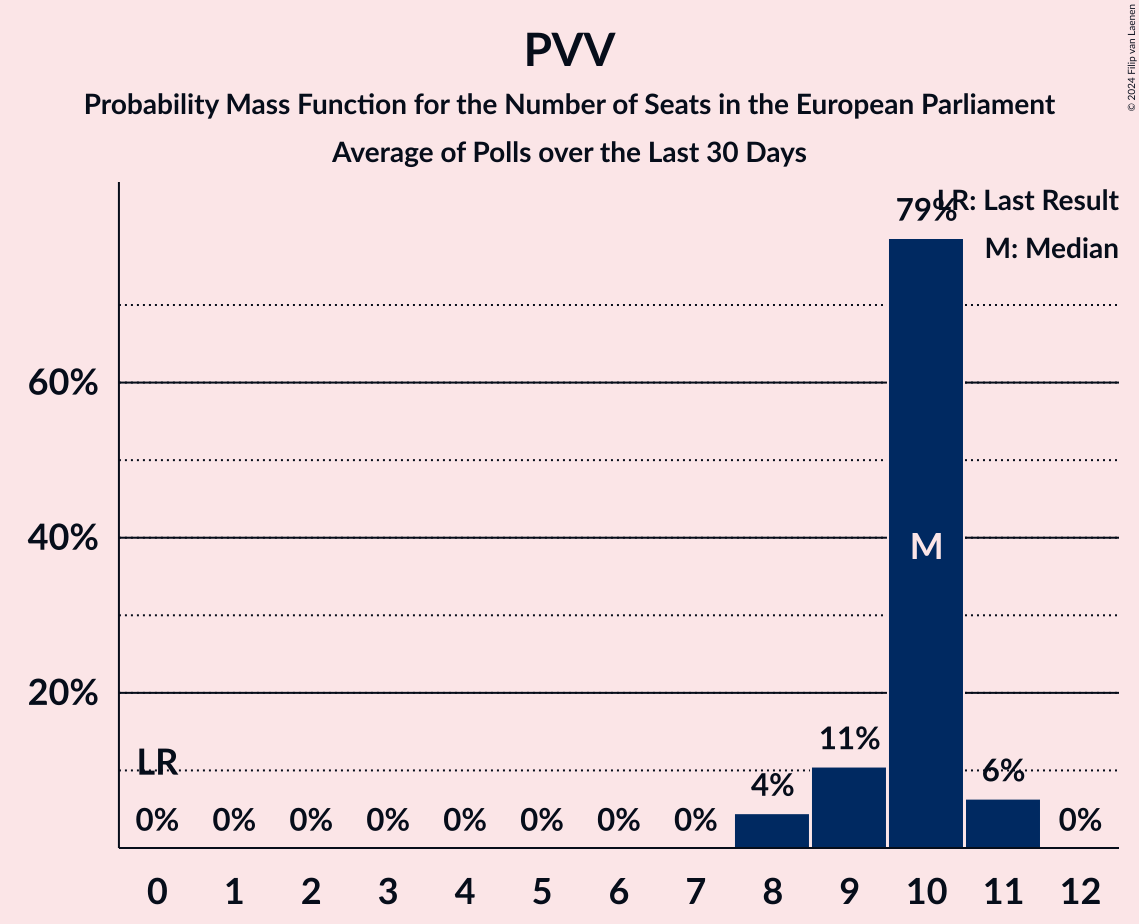 PVV
Probability Mass Function for the Number of Seats in the European Parliament
Average of Polls over the Last 30 Days
© 2024 Filip van Laenen
LR: Last Result
M: Median
79%
60%
40%
20%
M
LR
11%
6%
4%
0% 0% 0% 0% 0% 0% 0% 0% 0%
0 1 2 3 4 5 6 7 8 9 10 11 12